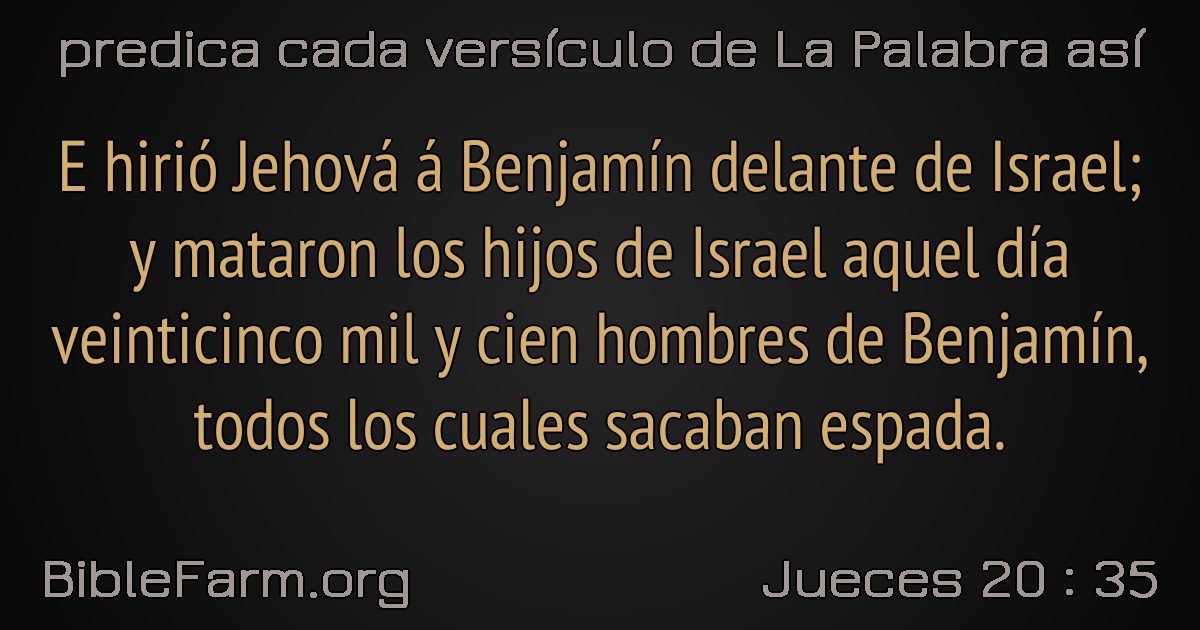 predica cada versículo de La Palabra así
E hirió Jehová á Benjamín delante de Israel;
y mataron los hijos de Israel aquel día
veinticinco mil y cien hombres de Benjamín,
todos los cuales sacaban espada.
BibleFarm.org
Jueces 20 : 35